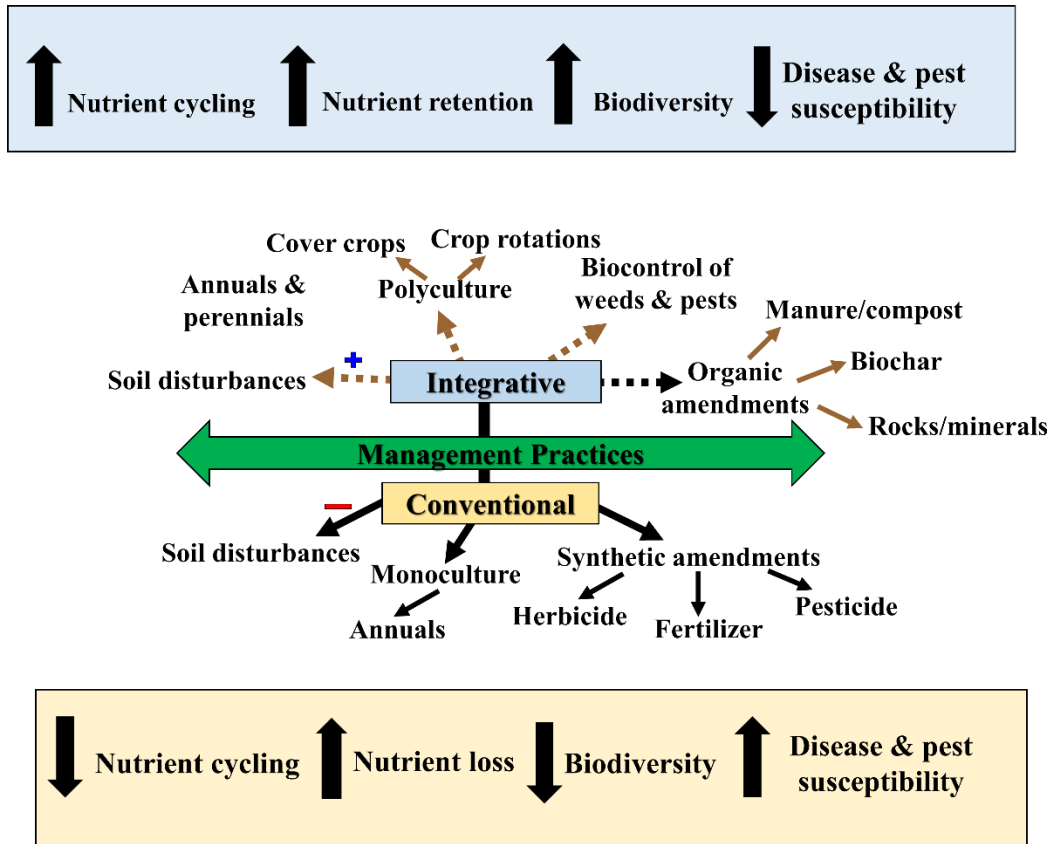 Nutrient cycling
Nutrient retention
Biodiversity
Disease & pest
susceptibility
Cover crops
Crop rotations
Annuals &
perennials
Polyculture
Biocontrol of
weeds & pests
Manure/compost
Soil disturbances
+
Integrative
Organic
amendments
Biochar
Rocks/minerals
Management Practices
−
Conventional
Soil disturbances
Monoculture
Annuals
Synthetic amendments
Herbicide
Fertilizer
Pesticide
Nutrient cycling
Nutrient loss
Biodiversity
Disease & pest
susceptibility